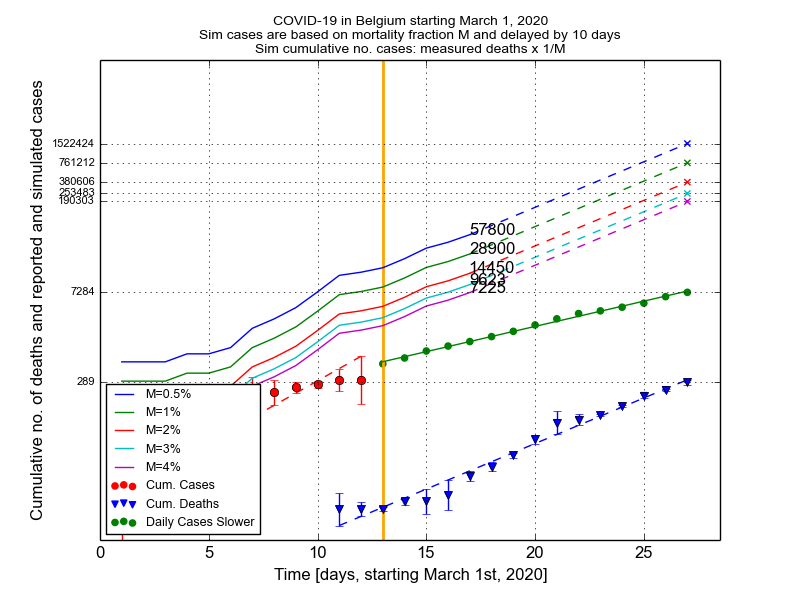 COVID-19 in Belgium starting March 1, 2020
Sim cases are based on mortality fraction M and delayed by 10 days
Sim cumulative no. cases: measured deaths x 1/M
Cumulative no. of deaths and reported and simulated cases
1522424
761212
380606
253483
190303
7284
289
57800
28900
14450
9623
7225
M=0.5%
M=1%
M=2%
M=3%
M=4%
Cum. Cases
Cum. Deaths
Daily Cases Slower
0 5 10 15 20 25
Time [days, starting March 1st, 2020]